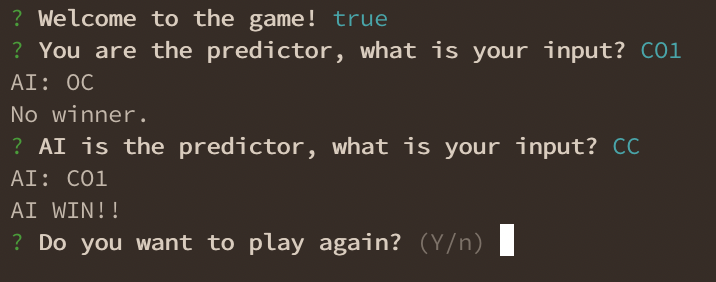 ? Welcome to the game! true
? You are the predictor, what is your input? CO1
AI: OC
No winner.
? AI is the predictor, what is your input? CC
AI: CO1
AI WIN!!
? Do you want to play again? (Y/n)